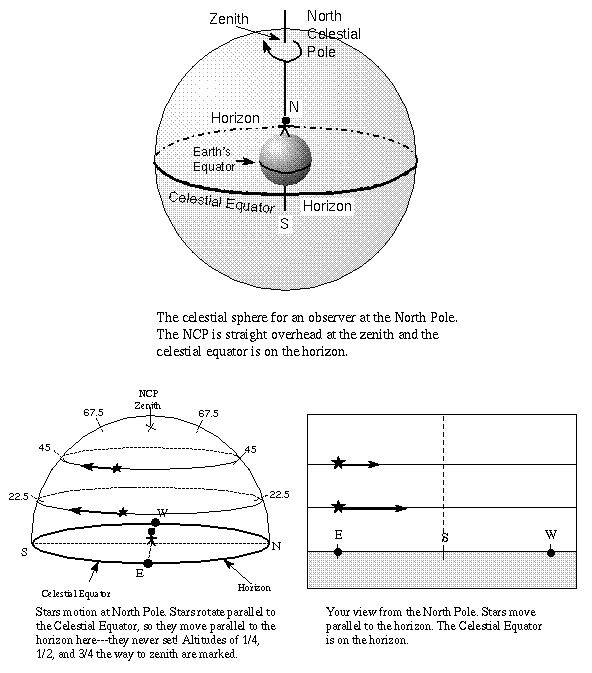 Zenith
North
Celestial
Pole
N
Horizon
Earth's
Equator
Celestial Equator
Horizon
S
The celestial sphere for an observer at the North Pole.
The NCP is straight overhead at the zenith and the
celestial equator is on the horizon.
NCP
Zenith
67.5
67.5
45
45
22.5
22.5
W
S
N
E
Celestial Equator
Horizon
Stars motion at North Pole. Stars rotate parallel to
the Celestial Equator, so they move parallel to the
horizon here---they never set! Altitudes of 1/4,
1/2, and 3/4 the way to zenith are marked.
E
S
W
Your view from the North Pole. Stars move
parallel to the horizon. The Celestial Equator
is on the horizon.